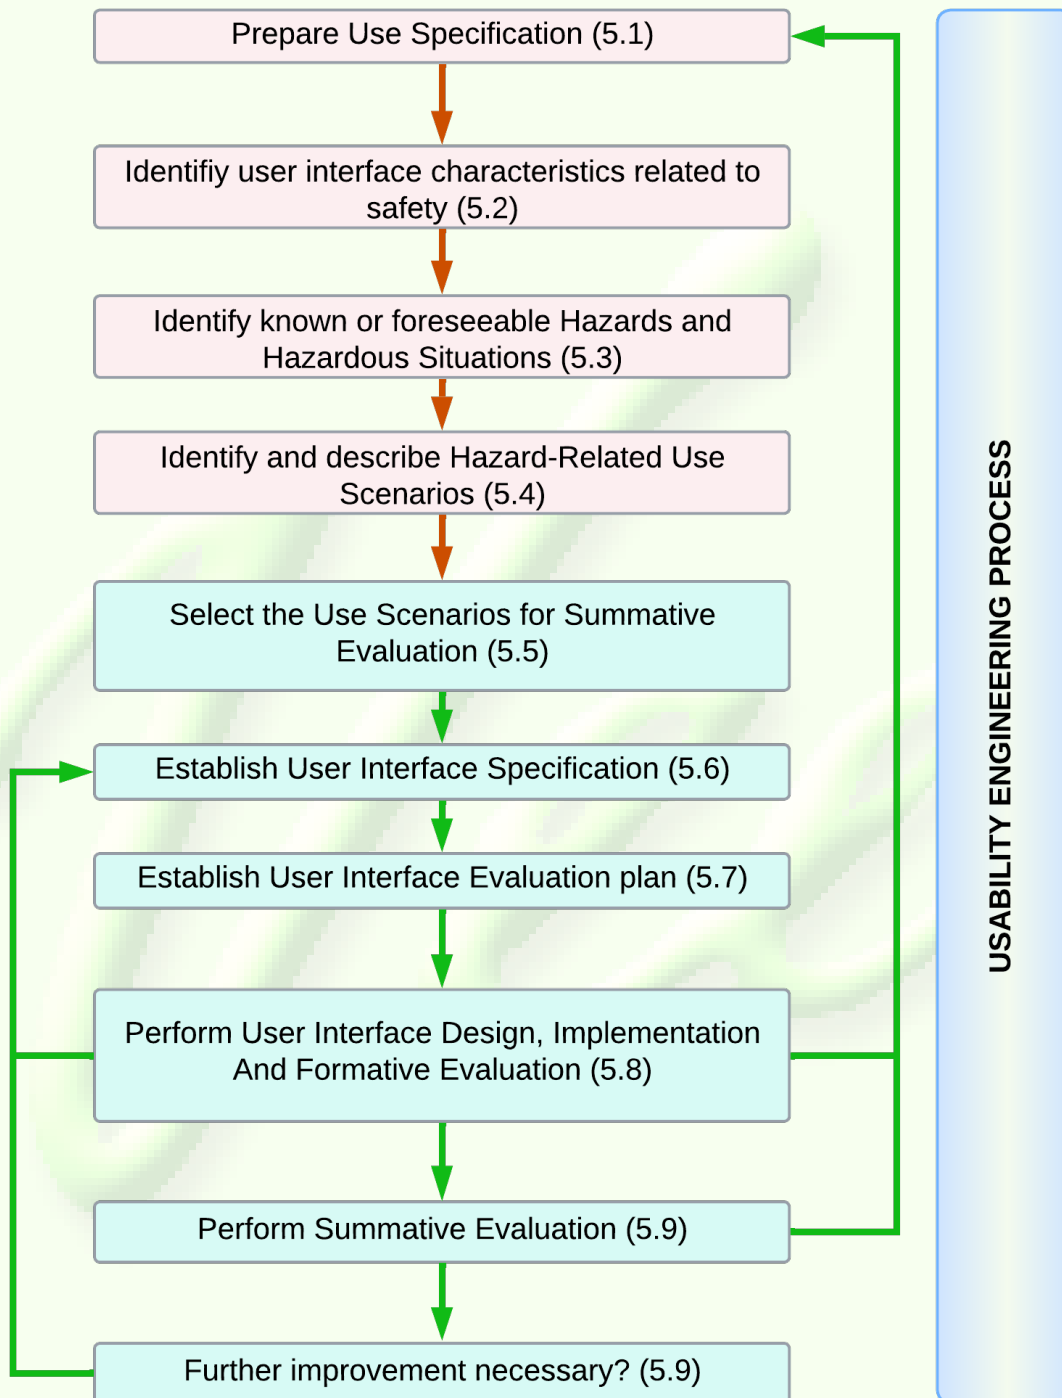 Prepare Use Specification (5.1)
Identifiy user interface characteristics related to
safety (5.2)
Identify known or foreseeable Hazards and
Hazardous Situations (5.3)
Identify and describe Hazard-Related Use
Scenarios (5.4)
Select the Use Scenarios for Summative
Evaluation (5.5)
Establish User Interface Specification (5.6)
Establish User Interface Evaluation plan (5.7)
Perform User Interface Design, Implementation
And Formative Evaluation (5.8)
Perform Summative Evaluation (5.9)
Further improvement necessary? (5.9)
USABILITY ENGINEERING PROCESS